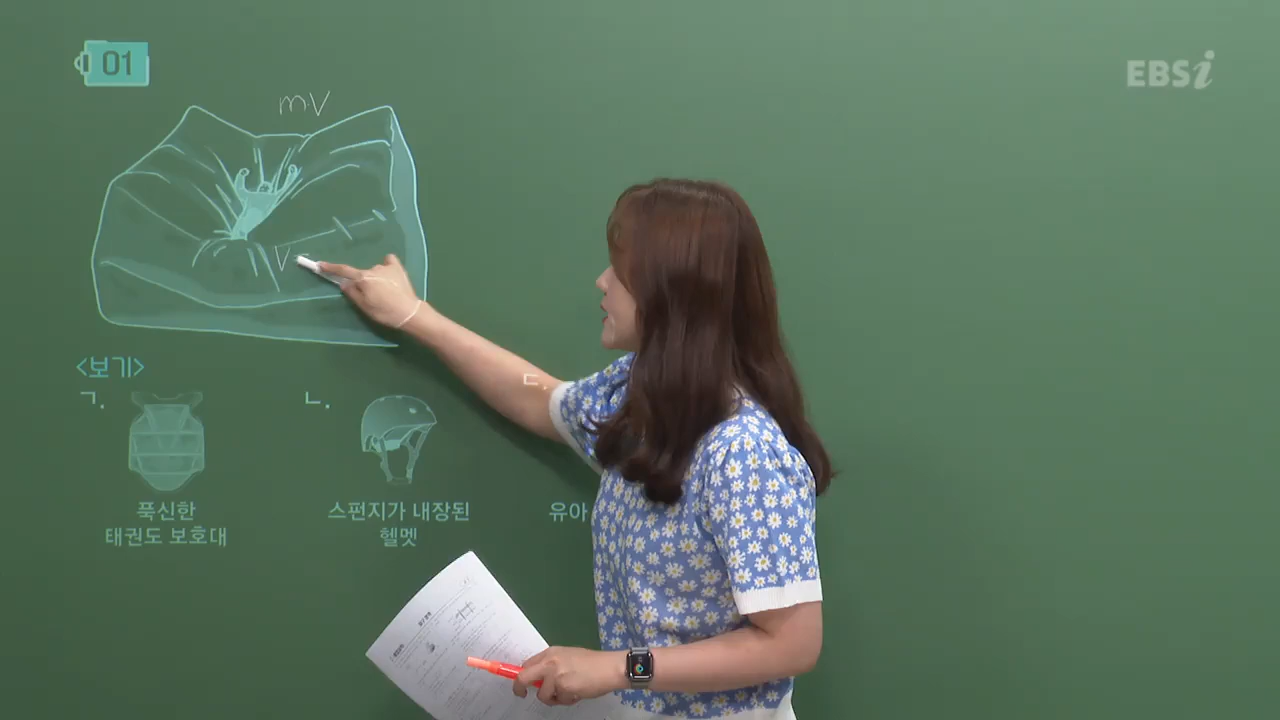 01
EBSi
mV
V
<보기>
ㄱ.
ㄴ.
ㄷ.
푹신한
태권도 보호대
스펀지가 내장된
헬멧
유아